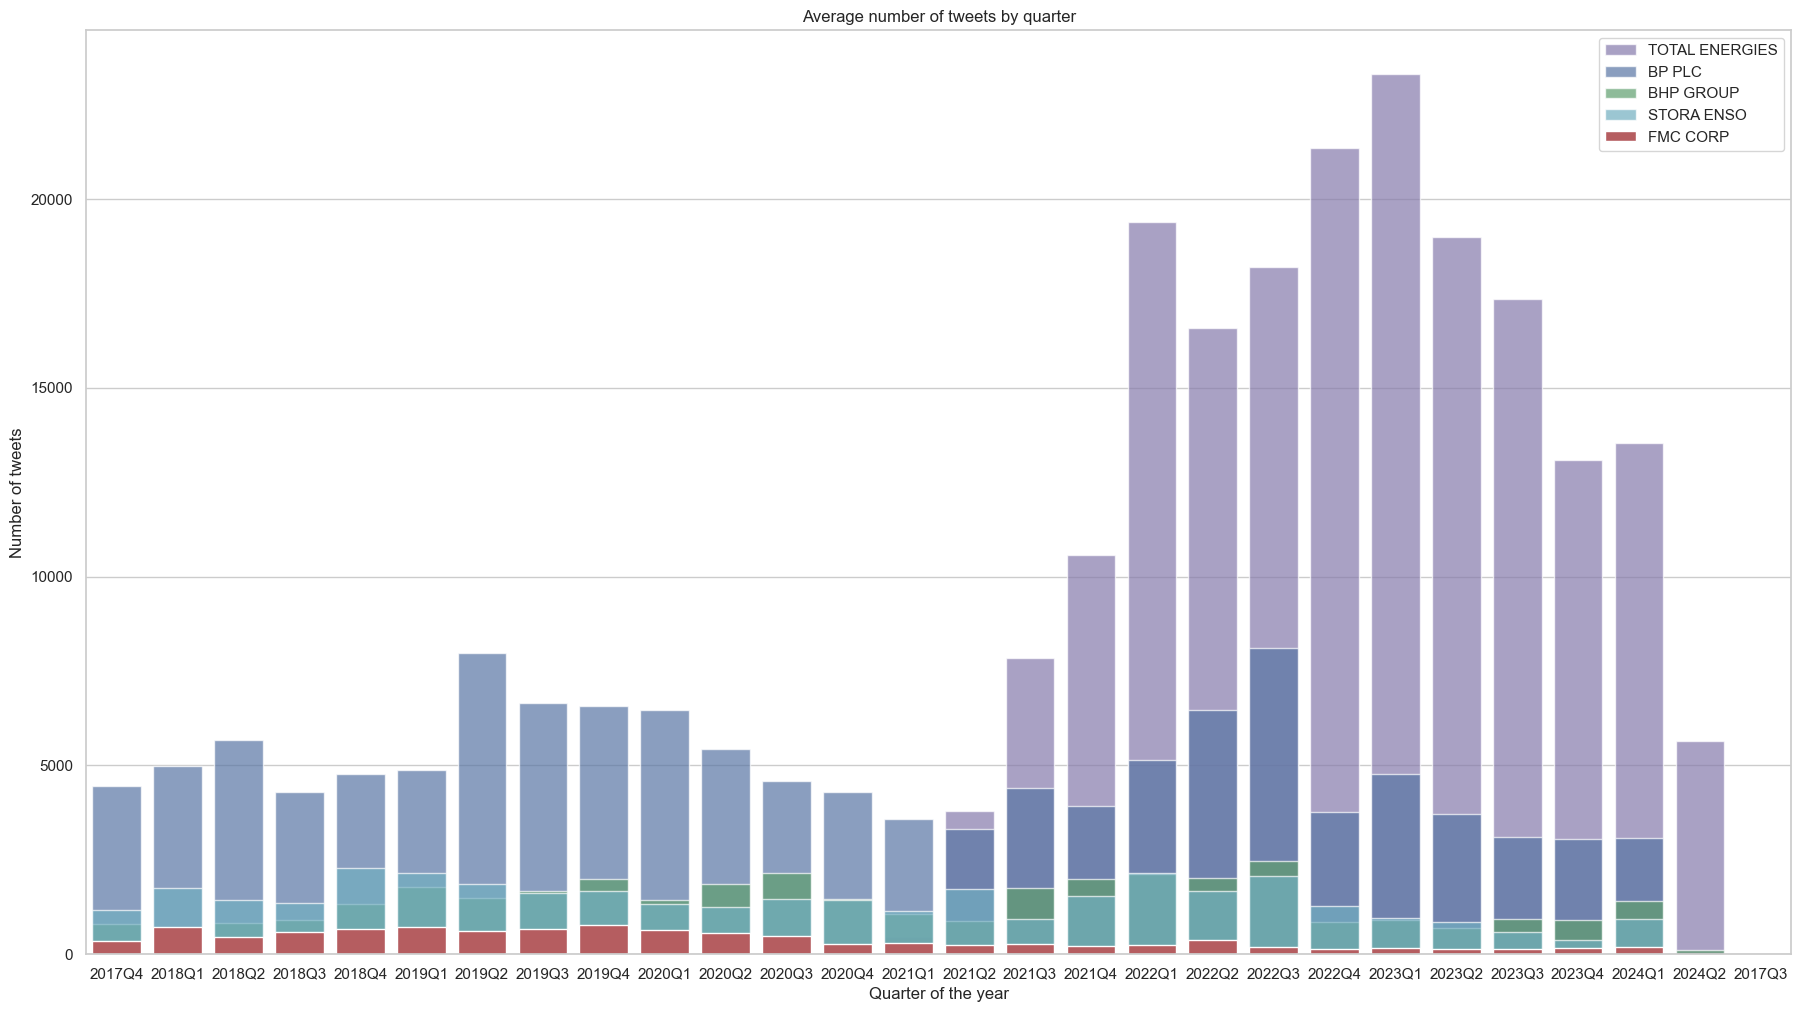 Average number of tweets by quarter
TOTAL ENERGIES
BP PLC
BHP GROUP
STORA ENSO
FMC CORP
Number of tweets
20000
15000
10000
5000
0
2017Q4 2018Q1 2018Q2 2018Q3 2018Q4 2019Q1 2019Q2 2019Q3 2019Q4 2020Q1 2020Q2 2020Q3 2020Q4 2021Q1 2021Q2 2021Q3 2021Q4 2022Q1 2022Q2 2022Q3 2022Q4 2023Q1 2023Q2 2023Q3 2023Q4 2024Q1 2024Q2 2017Q3
Quarter of the year